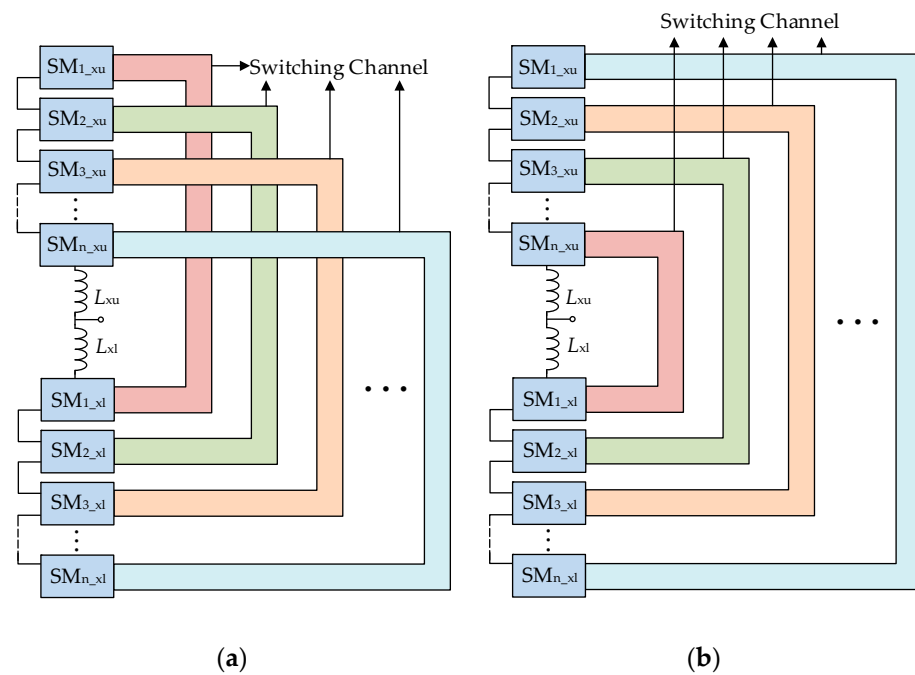 Switching Channel
SM1_xu
SM2_xu
SM3_xu
SMn_xu
Lxu
Lxl
SM1_xl
SM2_xl
SM3_xl
SMn_xl
(a)
Switching Channel
SM1_xu
SM2_xu
SM3_xu
SMn_xu
Lxu
Lxl
SM1_xl
SM2_xl
SM3_xl
SMn_xl
(b)